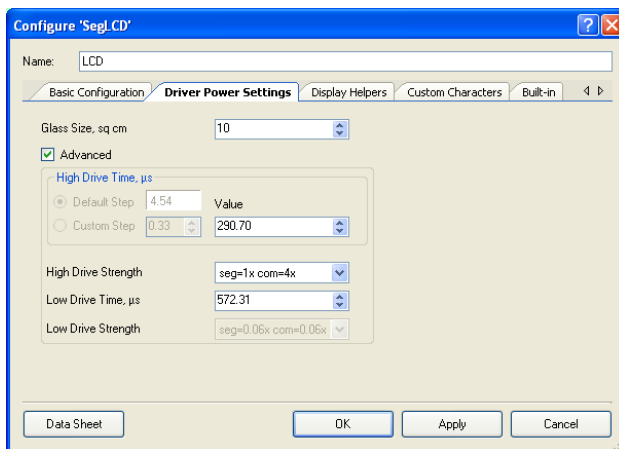 Configure 'SegLCD'
Name: LCD
Basic Configuration Driver Power Settings Display Helpers Custom Characters Built-in
Glass Size, sq cm 10
Advanced
High Drive Time, µs
Default Step 4.54 Value
Custom Step 0.33 290.70
High Drive Strength seg=1x com=4x
Low Drive Time, µs 572.31
Low Drive Strength seg=0.06x com=0.06x
Data Sheet OK Apply Cancel